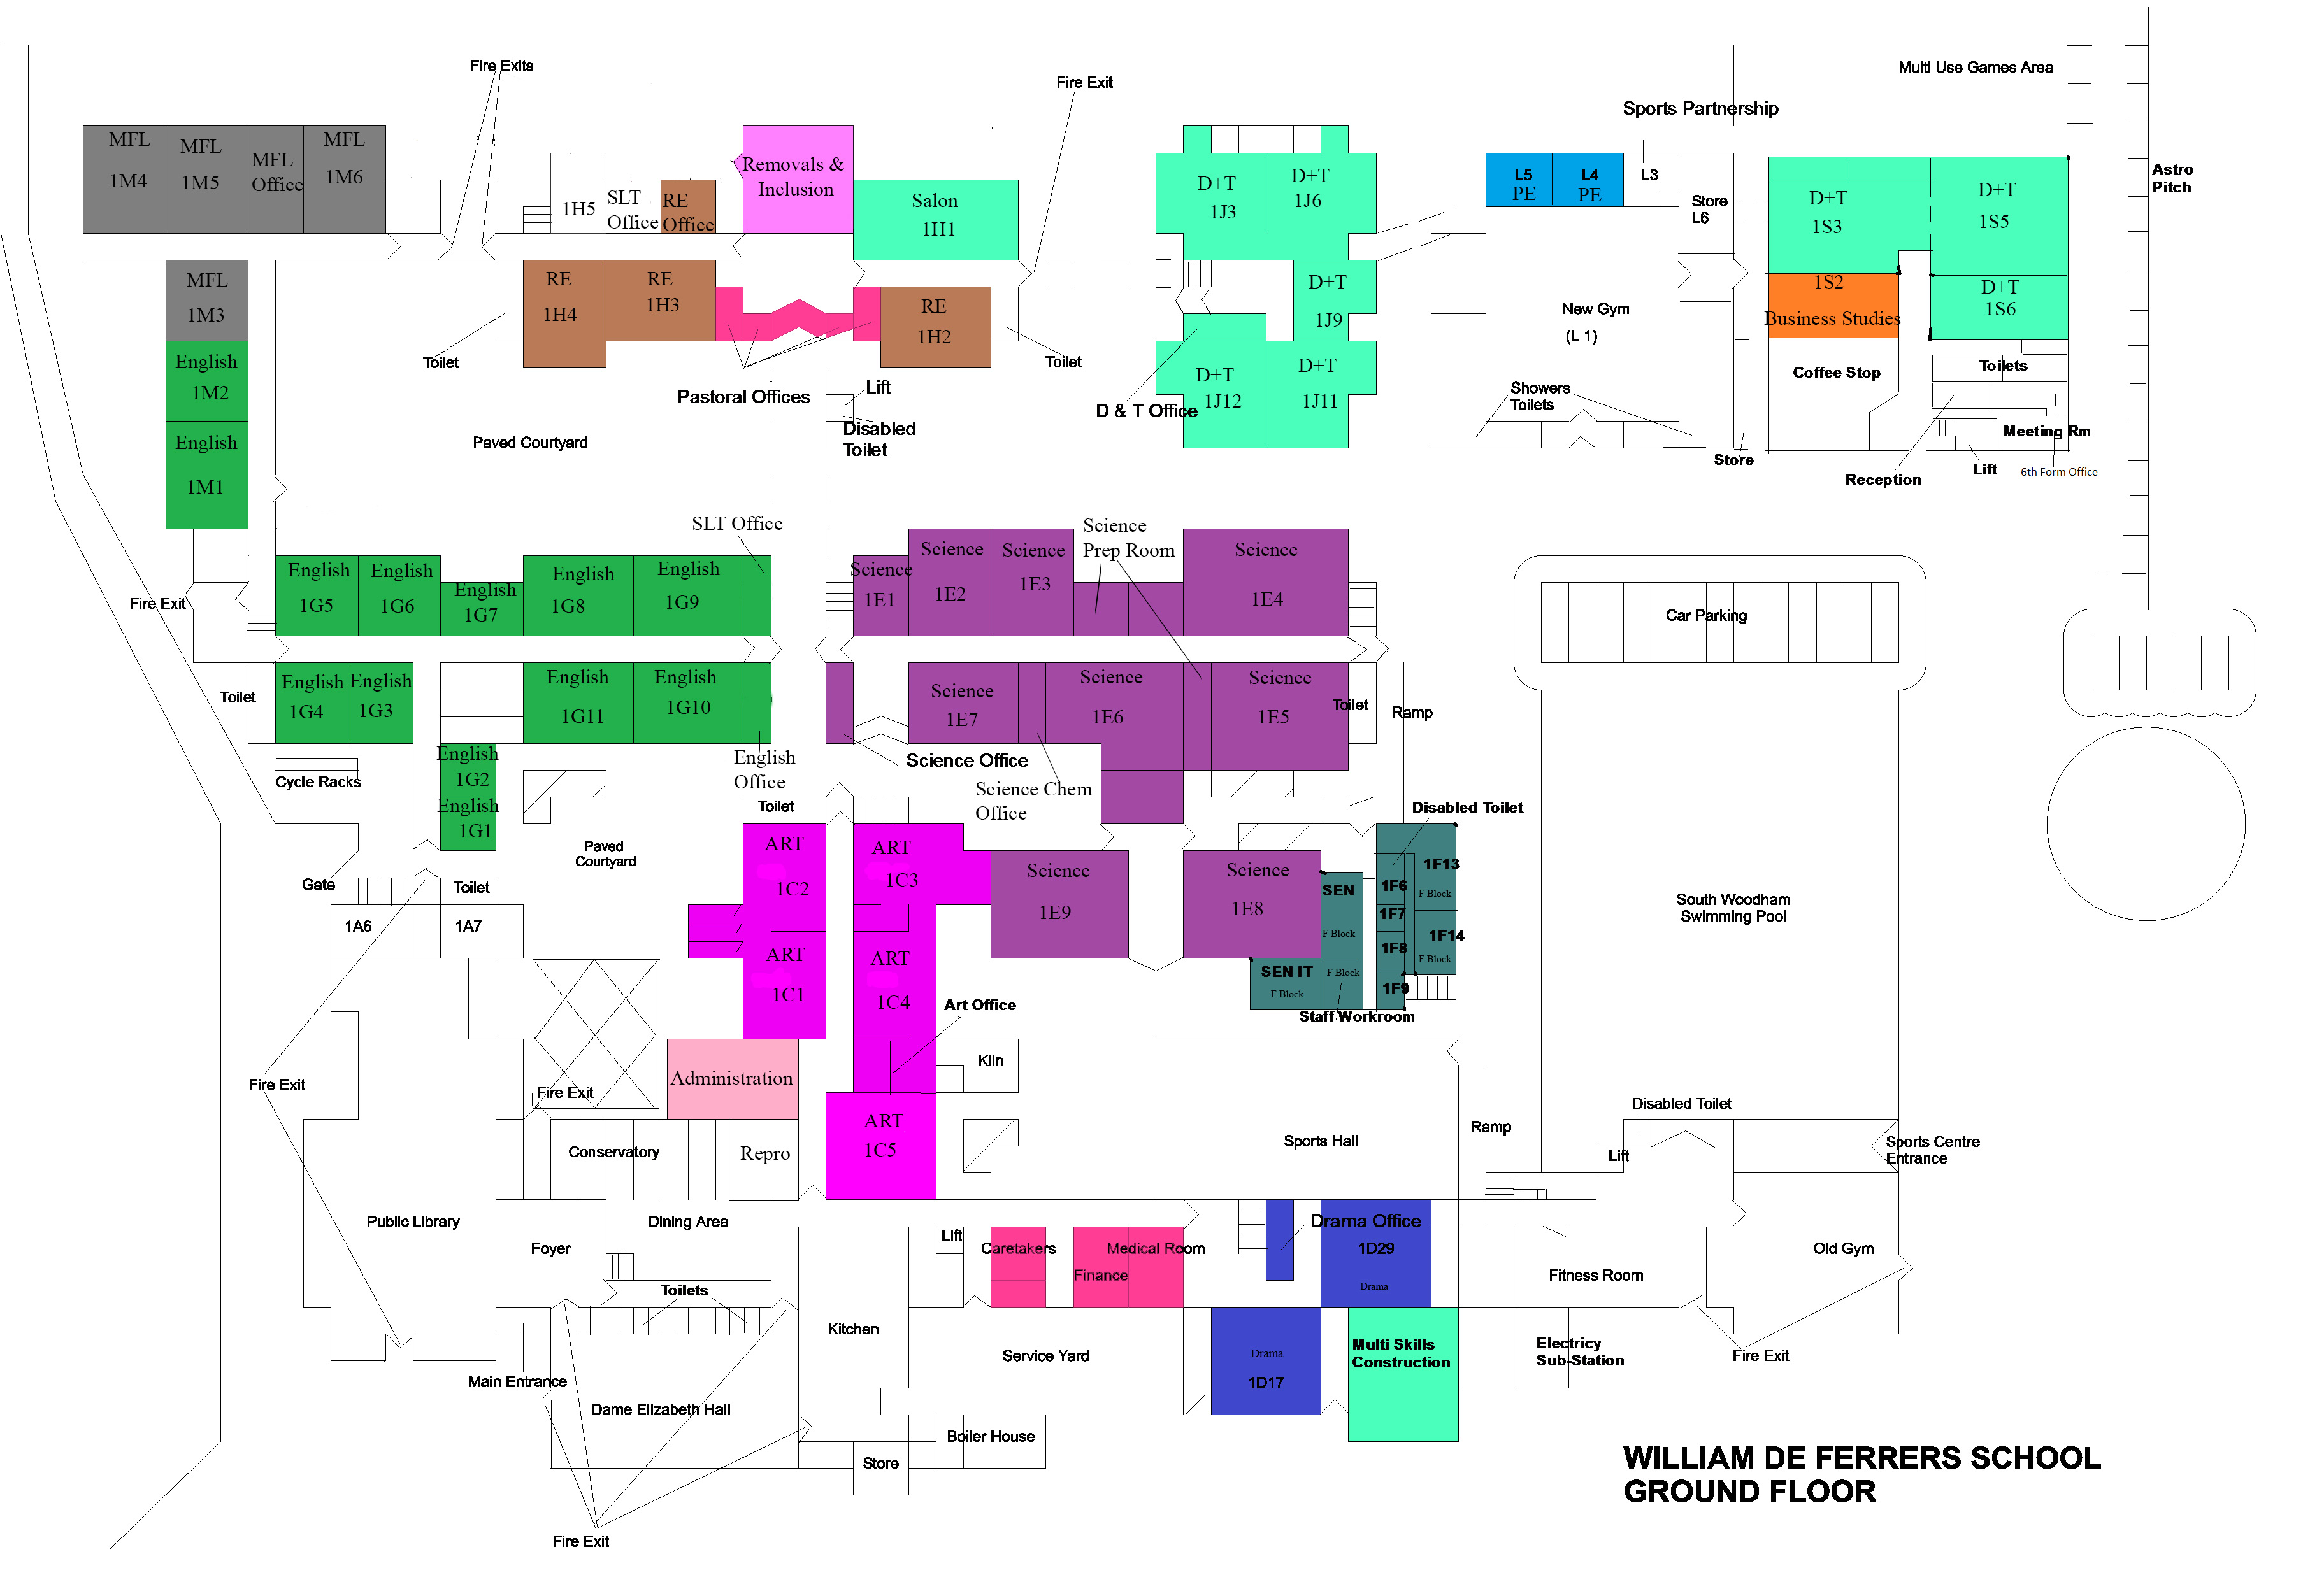 Fire Exits
Fire Exit
Multi Use Games Area
Sports Partnership
MFL
1M4
MFL
1M5
MFL
Office
MFL
1M6
1H5
SLT
Office
RE
Office
Removals &
Inclusion
Salon
1H1
D+T
1J3
D+T
1J6
L5
PE
L4
PE
L3
Store
L6
D+T
1S3
D+T
1S5
Astro
Pitch
MFL
1M3
RE
1H4
RE
1H3
RE
1H2
D+T
1J9
New Gym
(L 1)
1S2
Business Studies
D+T
1S6
English
1M2
Toilet
Pastoral Offices
Lift
Toilet
Disabled
Toilet
D & T Office
D+T
1J12
D+T
1J11
Showers
Toilets
Coffee Stop
Toilets
English
1M1
Paved Courtyard
Store
Reception
Meeting Rm
Lift
6th Form Office
SLT Office
Science
Prep Room
Fire Exit
English
1G5
English
1G6
English
1G7
English
1G8
English
1G9
Science
1E1
Science
1E2
Science
1E3
Science
1E4
Car Parking
Toilet
English
1G4
English
1G3
English
1G11
English
1G10
Science
1E7
Science
1E6
Science
1E5
Toilet
Ramp
Cycle Racks
English
1G2
English
1G1
English
Office
Science Office
Science Chem
Office
Toilet
Disabled Toilet
Paved
Courtyard
ART
1C2
ART
1C3
Science
1E9
Science
1E8
SEN
F Block
1F6
1F7
1F8
1F9
1F13
F Block
1F14
F Block
Gate
Toilet
1A6
1A7
South Woodham
Swimming Pool
ART
1C1
ART
1C4
Art Office
SEN IT
F Block
F Block
Staff Workroom
Fire Exit
Fire Exit
Administration
Kiln
Conservatory
Repro
ART
1C5
Sports Hall
Ramp
Disabled Toilet
Lift
Sports Centre
Entrance
Public Library
Foyer
Dining Area
Lift
Caretakers
Medical Room
Finance
Drama Office
1D29
Drama
Fitness Room
Old Gym
Toilets
Kitchen
Service Yard
Drama
1D17
Multi Skills
Construction
Electricy
Sub-Station
Fire Exit
Main Entrance
Dame Elizabeth Hall
Boiler House
Store
Fire Exit
WILLIAM DE FERRERS SCHOOL
GROUND FLOOR